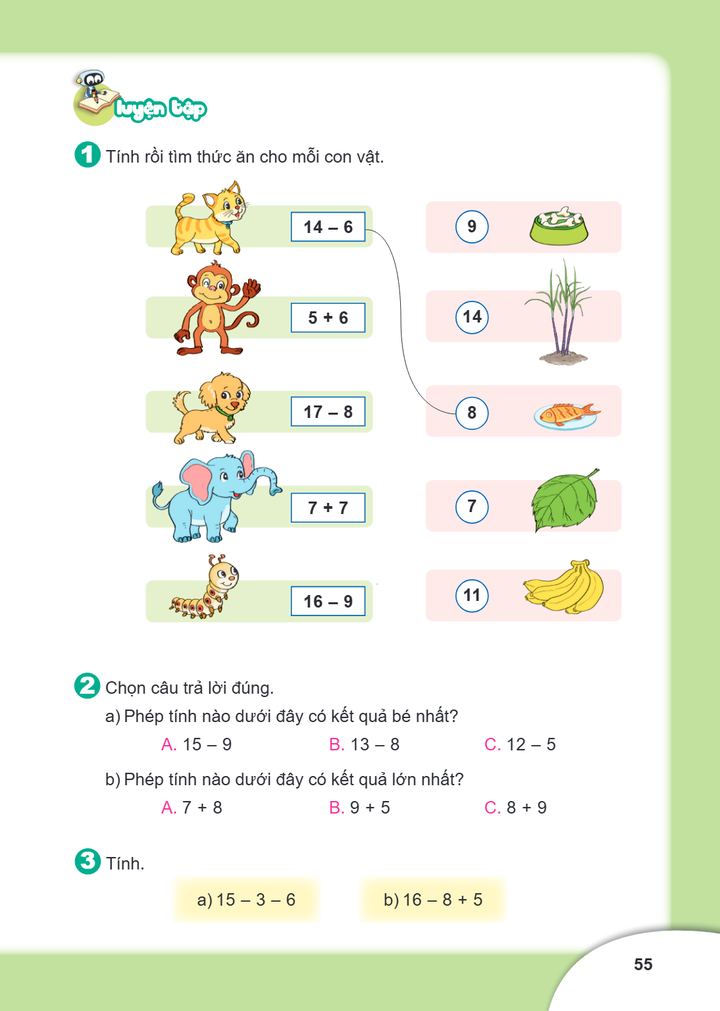 luyện tập
1 Tính rồi tìm thức ăn cho mỗi con vật.
14 – 6
9
5 + 6
14
17 – 8
8
7 + 7
7
16 – 9
11
2 Chọn câu trả lời đúng.
a) Phép tính nào dưới đây có kết quả bé nhất?
A. 15 – 9 B. 13 – 8 C. 12 – 5
b) Phép tính nào dưới đây có kết quả lớn nhất?
A. 7 + 8 B. 9 + 5 C. 8 + 9
3 Tính.
a) 15 – 3 – 6 b) 16 – 8 + 5
55